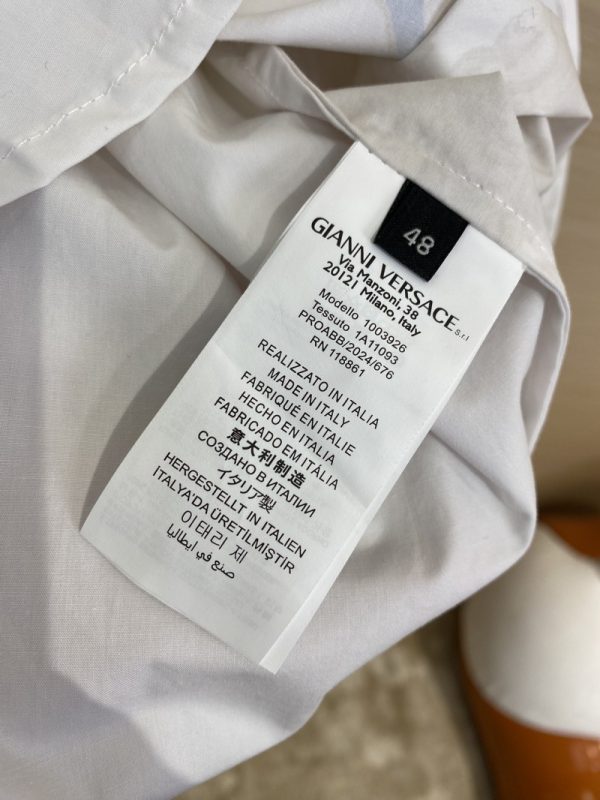 48
GIANNI VERSACE S.r.l
Via Manzoni, 38
20121 Milano, Italy
Modello 1003926
Tessuto 1A11093
PROABB/2024/676
RN 118861
REALIZZATO IN ITALIA
MADE IN ITALY
FABRIQUÉ EN ITALIE
HECHO EN ITALIA
FABRICADO EM ITÁLIA
意大利制造
СОЗДАНО В ИТАЛИИ
イタリア製
HERGESTELLT IN ITALIEN
İTALYA'DA ÜRETİLMİŞTİR
이태리 제
صنع في إيطاليا